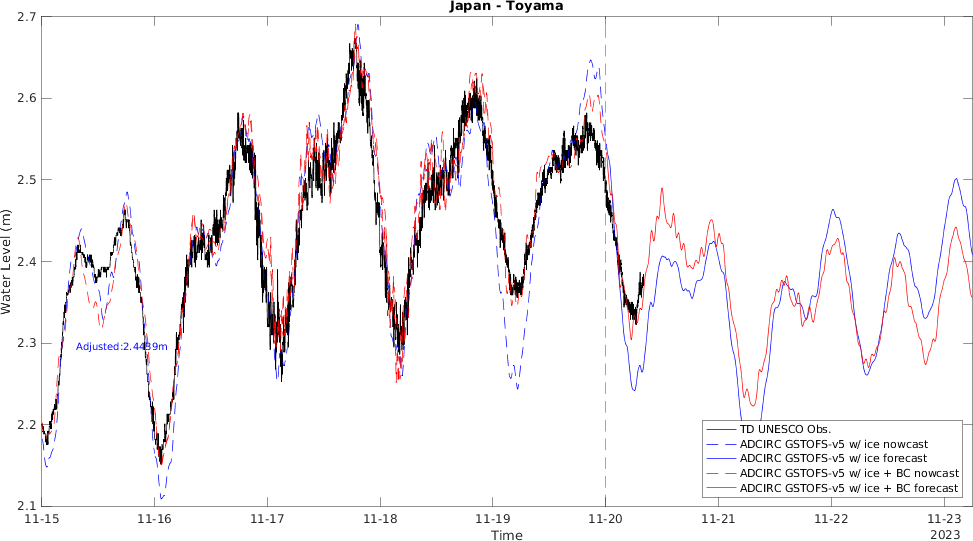 Japan - Toyama
Water Level (m)
2.7
2.6
2.5
2.4
2.3
2.2
2.1
Adjusted:2.4439m
TD UNESCO Obs.
ADCIRC GSTOFS-v5 w/ ice nowcast
ADCIRC GSTOFS-v5 w/ ice forecast
ADCIRC GSTOFS-v5 w/ ice + BC nowcast
ADCIRC GSTOFS-v5 w/ ice + BC forecast
11-15 11-16 11-17 11-18 11-19 11-20 11-21 11-22 11-23
2023
Time